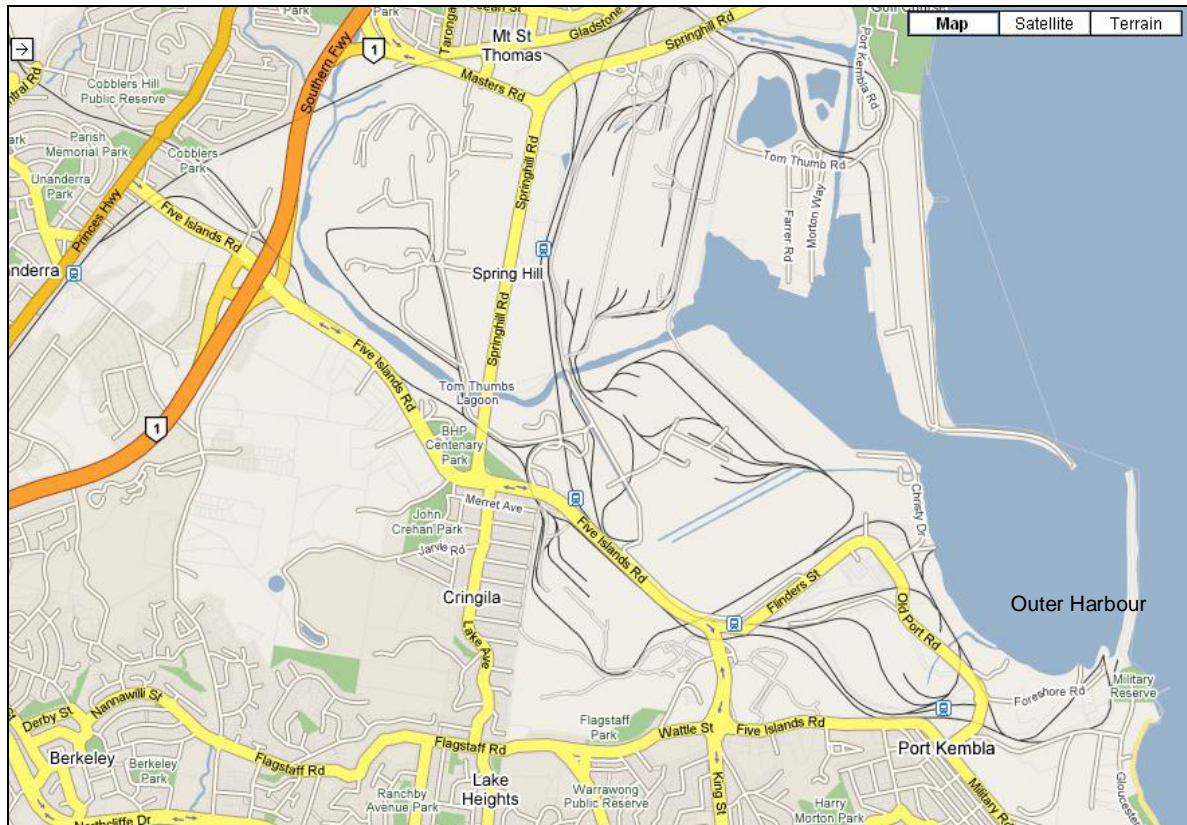 Map
Satellite
Terrain
Golf Course
Gladstone
Springhill Rd
Mt St
Thomas
Southern Fwy
1
Masters Rd
Port Kembla Rd
Cobblers Hill
Public Reserve
Parish
Memorial Park
Cobblers
Park
Unanderra
Park
Princes Hwy
Five Islands Rd
Springhill Rd
Tom Thumb Rd
Farrer Rd
Morton Way
Spring Hill
Springhill Rd
Five Islands Rd
Tom Thumbs
Lagoon
1
BHP
Centenary
Park
Merret Ave
John
Crehan Park
Jarvie Rd
Christy Dr
Five Islands Rd
Flinders St
Old Port Rd
Cringila
Lake Ave
Outer Harbour
Military
Reserve
Foreshore Rd
Derby St
Nannawilli St
Flagstaff
Park
Wattle St
Five Islands Rd
Port Kembla
Berkeley
Berkeley
Park
Flagstaff Rd
Flagstaff Rd
Lake
Heights
Ranchby
Avenue Park
Warrawong
Public Reserve
King St
Harry
Morton Park
Military Rd
Gloucester
Northcliffe Dr